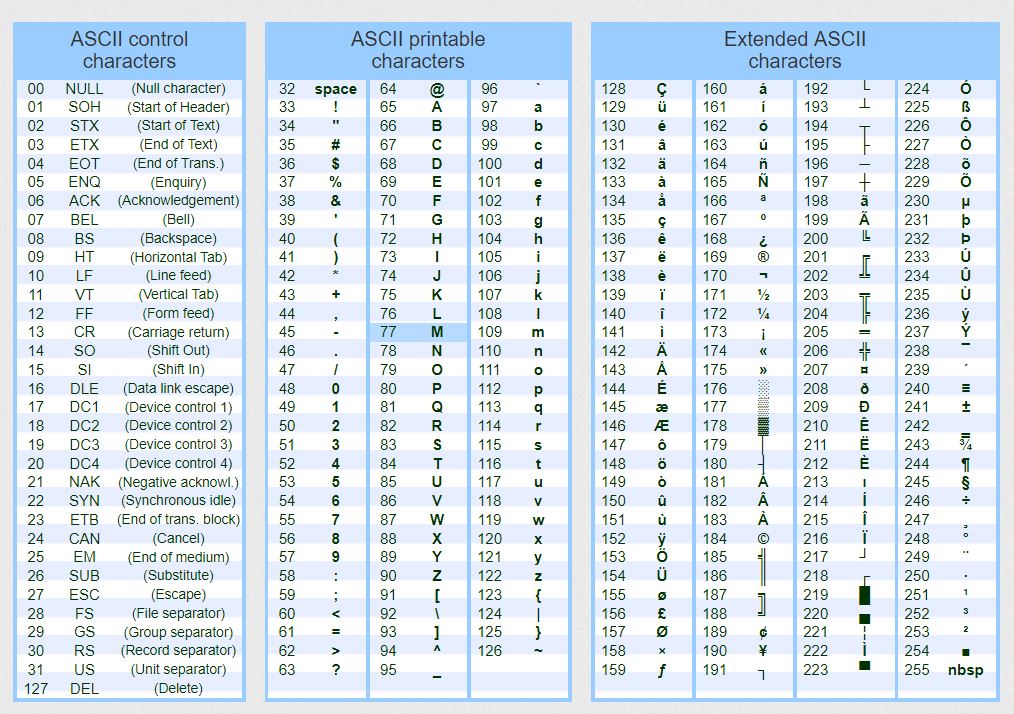 ASCII control
characters
00 NULL (Null character)
01 SOH (Start of Header)
02 STX (Start of Text)
03 ETX (End of Text)
04 EOT (End of Trans.)
05 ENQ (Enquiry)
06 ACK (Acknowledgement)
07 BEL (Bell)
08 BS (Backspace)
09 HT (Horizontal Tab)
10 LF (Line feed)
11 VT (Vertical Tab)
12 FF (Form feed)
13 CR (Carriage return)
14 SO (Shift Out)
15 SI (Shift In)
16 DLE (Data link escape)
17 DC1 (Device control 1)
18 DC2 (Device control 2)
19 DC3 (Device control 3)
20 DC4 (Device control 4)
21 NAK (Negative acknowl.)
22 SYN (Synchronous idle)
23 ETB (End of trans. block)
24 CAN (Cancel)
25 EM (End of medium)
26 SUB (Substitute)
27 ESC (Escape)
28 FS (File separator)
29 GS (Group separator)
30 RS (Record separator)
31 US (Unit separator)
127 DEL (Delete)
ASCII printable
characters
32 space 64 @ 96 `
33 ! 65 A 97 a
34 " 66 B 98 b
35 # 67 C 99 c
36 $ 68 D 100 d
37 % 69 E 101 e
38 & 70 F 102 f
39 ' 71 G 103 g
40 ( 72 H 104 h
41 ) 73 I 105 i
42 * 74 J 106 j
43 + 75 K 107 k
44 , 76 L 108 l
45 - 77 M 109 m
46 . 78 N 110 n
47 / 79 O 111 o
48 0 80 P 112 p
49 1 81 Q 113 q
50 2 82 R 114 r
51 3 83 S 115 s
52 4 84 T 116 t
53 5 85 U 117 u
54 6 86 V 118 v
55 7 87 W 119 w
56 8 88 X 120 x
57 9 89 Y 121 y
58 : 90 Z 122 z
59 ; 91 [ 123 {
60 < 92 \ 124 |
61 = 93 ] 125 }
62 > 94 ^ 126 ~
63 ? 95 _
Extended ASCII
characters
128 Ç 160 á 192 └ 224 Ó
129 ü 161 í 193 ┴ 225 ß
130 é 162 ó 194 ┬ 226 Ô
131 â 163 ú 195 ├ 227 Ò
132 ä 164 ñ 196 ─ 228 õ
133 à 165 Ñ 197 ┼ 229 Õ
134 å 166 ª 198 ã 230 µ
135 ç 167 º 199 Ã 231 þ
136 ê 168 ¿ 200 ╚ 232 Þ
137 ë 169 ® 201 ╔ 233 Ú
138 è 170 ¬ 202 ╩ 234 Û
139 ï 171 ½ 203 ╦ 235 Ù
140 î 172 ¼ 204 ╠ 236 ý
141 ì 173 ¡ 205 ═ 237 Ý
142 Ä 174 « 206 ╬ 238 ¯
143 Å 175 » 207 ¤ 239 ´
144 É 176 ░ 208 ð 240 ≡
145 æ 177 ▒ 209 Ð 241 ±
146 Æ 178 ▓ 210 Ê 242 ‗
147 ô 179 │ 211 Ë 243 ¾
148 ö 180 ┤ 212 È 244 ¶
149 ò 181 Á 213 ı 245 §
150 û 182 Â 214 Í 246 ÷
151 ù 183 À 215 Î 247 ¸
152 ÿ 184 © 216 Ï 248 °
153 Ö 185 ╣ 217 ┘ 249 ¨
154 Ü 186 ║ 218 ┌ 250 ·
155 ø 187 ╗ 219 █ 251 ¹
156 £ 188 ╝ 220 ▄ 252 ³
157 Ø 189 ¢ 221 ¦ 253 ²
158 × 190 ¥ 222 Ì 254 ■
159 ƒ 191 ┐ 223 ▀ 255 nbsp